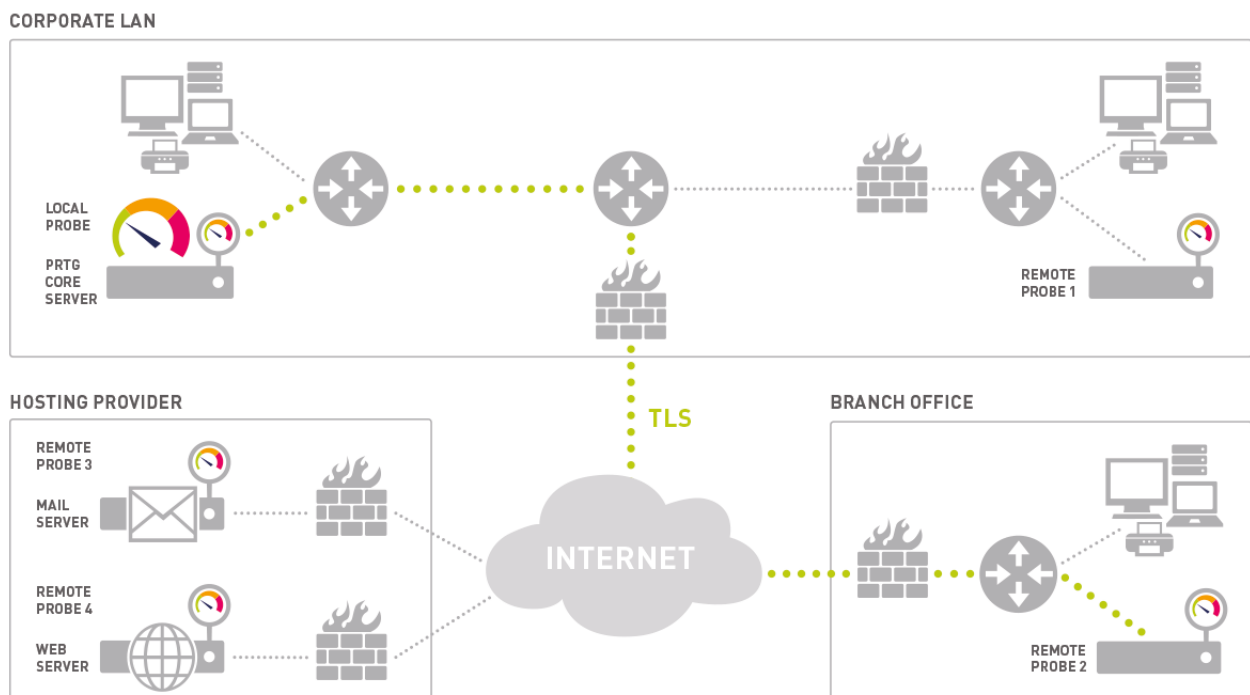 CORPORATE LAN
LOCAL
PROBE
PRTG
CORE
SERVER
REMOTE
PROBE 1
HOSTING PROVIDER
REMOTE
PROBE 3
MAIL
SERVER
REMOTE
PROBE 4
WEB
SERVER
TLS
INTERNET
BRANCH OFFICE
REMOTE
PROBE 2